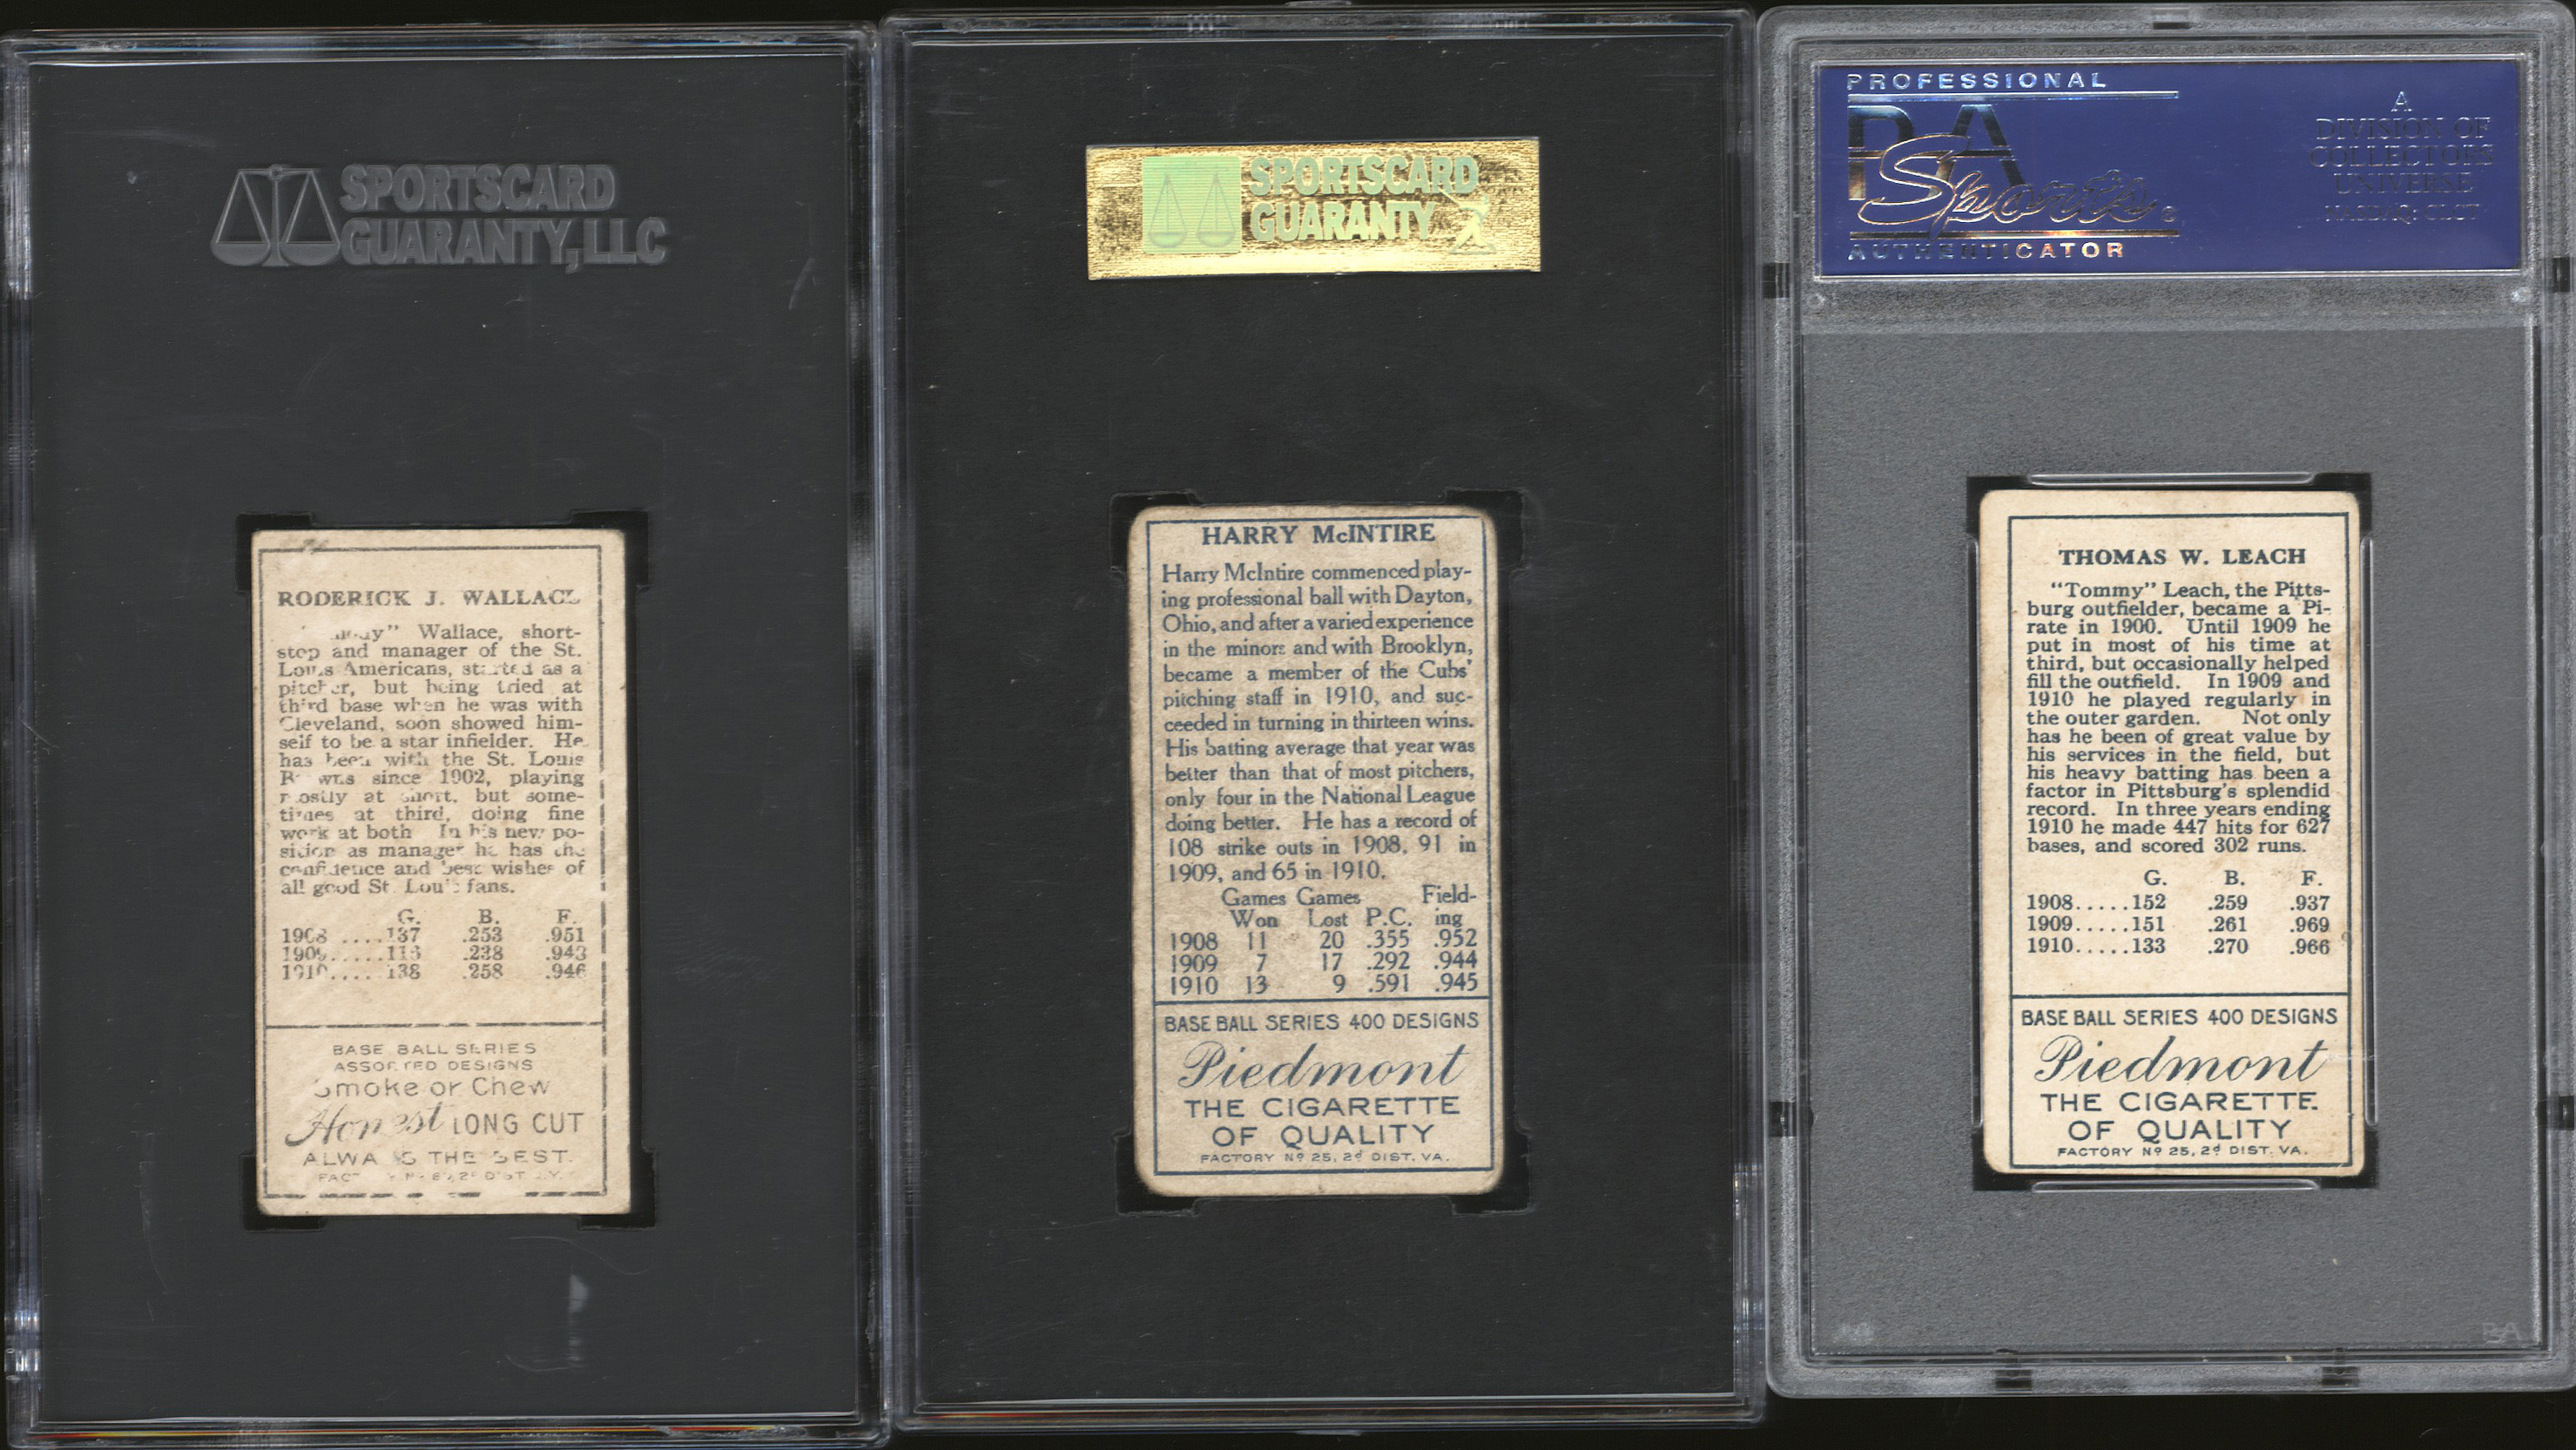 SPORTSCARD
GUARANTY, LLC
RODERICK J. WALLACE
Wallace, short-
stop and manager of the St.
Louis Americans, started as a
pitcher, but being tried at
third base when he was with
Cleveland, soon showed him-
self to be a star infielder. He
has been with the St. Louis
Browns since 1902, playing
mostly at short, but some-
times at third, doing fine
work at both In his new po-
sition as manager he has the
confidence and best wishes of
all good St. Louis fans.
G. B. F.
1908 ....137 .253 .951
1909......116 .238 .943
1910.....138 .258 .946
BASE BALL SERIES
ASSORTED DESIGNS
Smoke or Chew
Honest LONG CUT
ALWAYS THE BEST.
SPORTSCARD
GUARANTY
HARRY McINTIRE
Harry McIntire commenced play-
ing professional ball with Dayton,
Ohio, and after a varied experience
in the minors and with Brooklyn,
became a member of the Cubs'
pitching staff in 1910, and suc-
ceeded in turning in thirteen wins.
His batting average that year was
better than that of most pitchers,
only four in the National League
doing better. He has a record of
108 strike outs in 1908, 91 in
1909, and 65 in 1910.
Games Games Field-
Won Lost P.C. ing
1908 11 20 .355 .952
1909 7 17 .292 .944
1910 13 9 .591 .945
BASE BALL SERIES 400 DESIGNS
Piedmont
THE CIGARETTE
OF QUALITY
FACTORY Nº 25, 2d DIST. VA.
PROFESSIONAL
PSA
Sports
AUTHENTICATOR
A
DIVISION OF
COLLECTORS
UNIVERSE
NASDAQ: CLCT
THOMAS W. LEACH
"Tommy" Leach, the Pitts-
burg outfielder, became a Pi-
rate in 1900. Until 1909 he
put in most of his time at
third, but occasionally helped
fill the outfield. In 1909 and
1910 he played regularly in
the outer garden. Not only
has he been of great value by
his services in the field, but
his heavy batting has been a
factor in Pittsburg's splendid
record. In three years ending
1910 he made 447 hits for 627
bases, and scored 302 runs.
G. B. F.
1908.....152 .259 .937
1909.....151 .261 .969
1910.....133 .270 .966
BASE BALL SERIES 400 DESIGNS
Piedmont
THE CIGARETTE
OF QUALITY
FACTORY Nº 25, 2d DIST. VA.